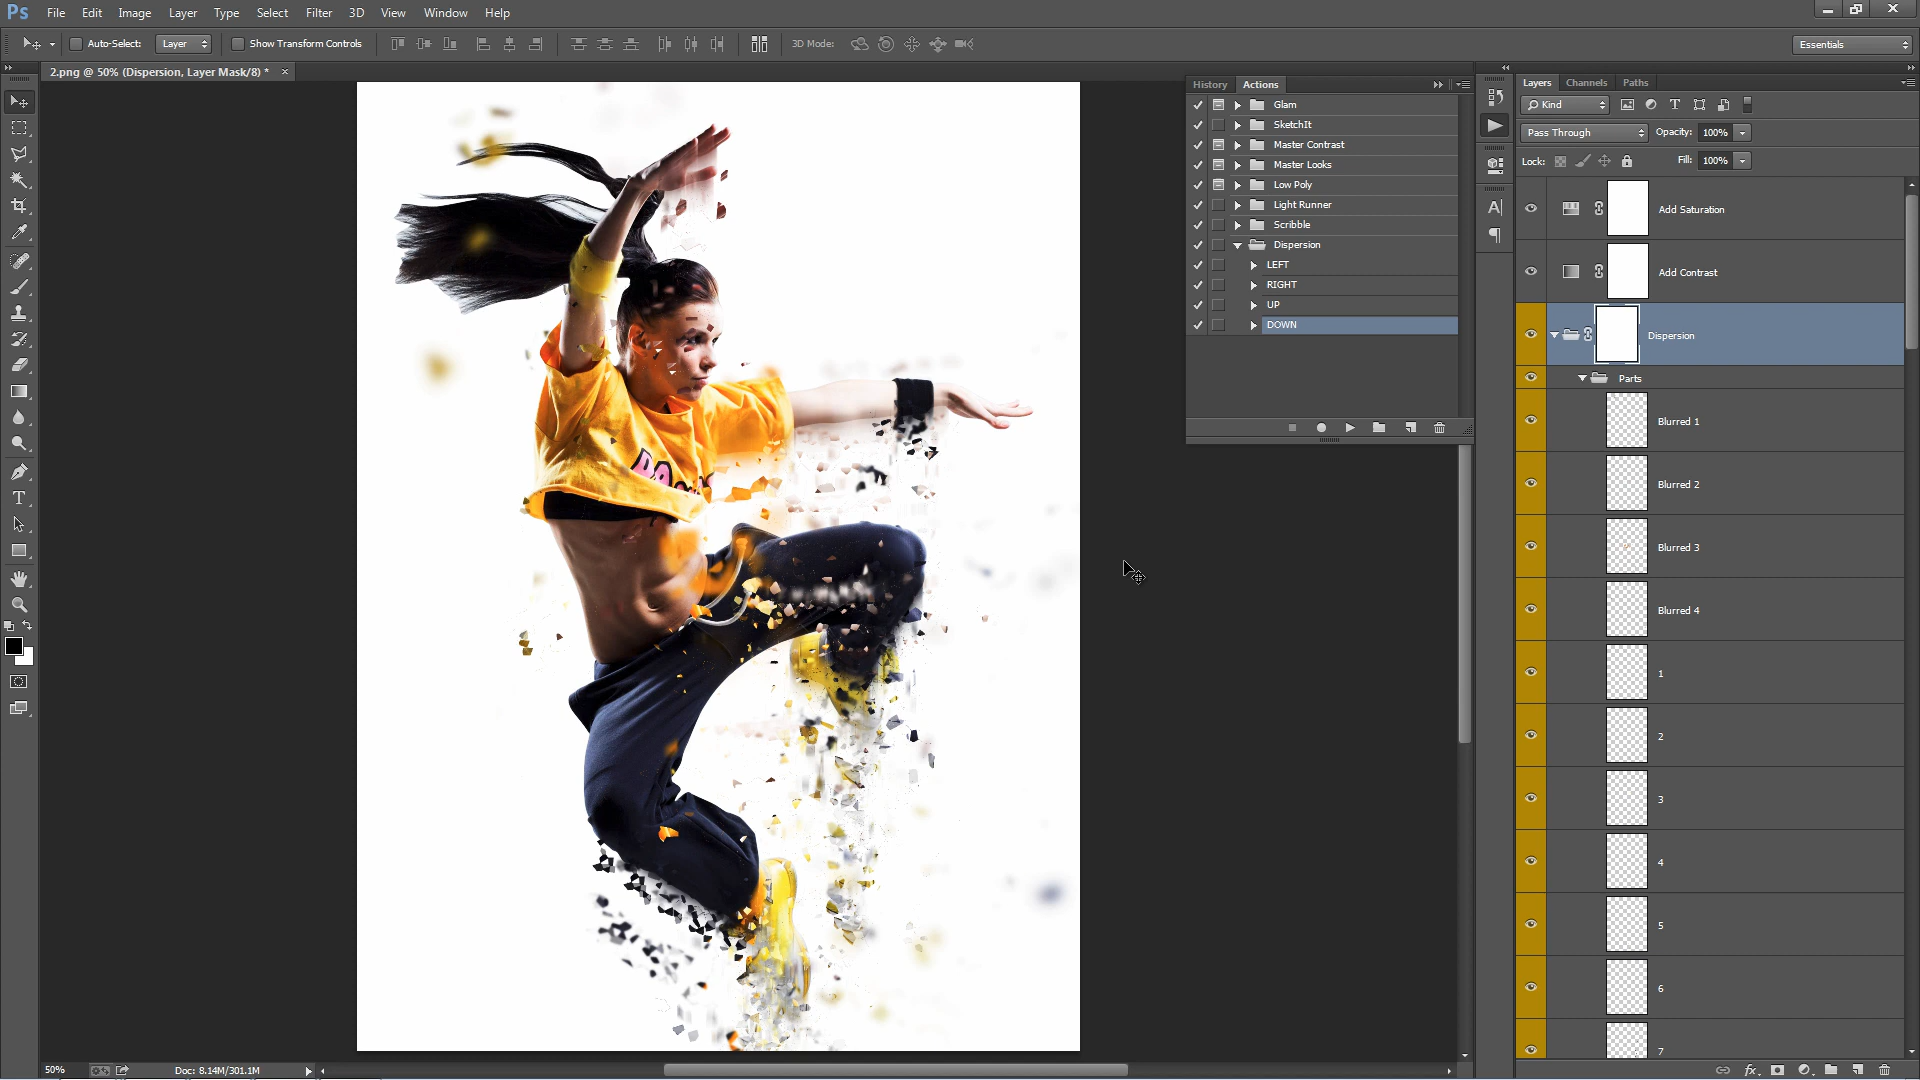 Ps File Edit Image Layer Type Select Filter 3D View Window Help
Auto-Select: Layer Show Transform Controls 3D Mode: Essentials
2.png @ 50% (Dispersion, Layer Mask/8) * ×
History Actions
Glam
SketchIt
Master Contrast
Master Looks
Low Poly
Light Runner
Scribble
Dispersion
LEFT
RIGHT
UP
DOWN
Layers Channels Paths
Kind
Pass Through Opacity: 100%
Lock: Fill: 100%
Add Saturation
Add Contrast
Dispersion
Parts
Blurred 1
Blurred 2
Blurred 3
Blurred 4
1
2
3
4
5
6
7
50% Doc: 8.14M/301.1M